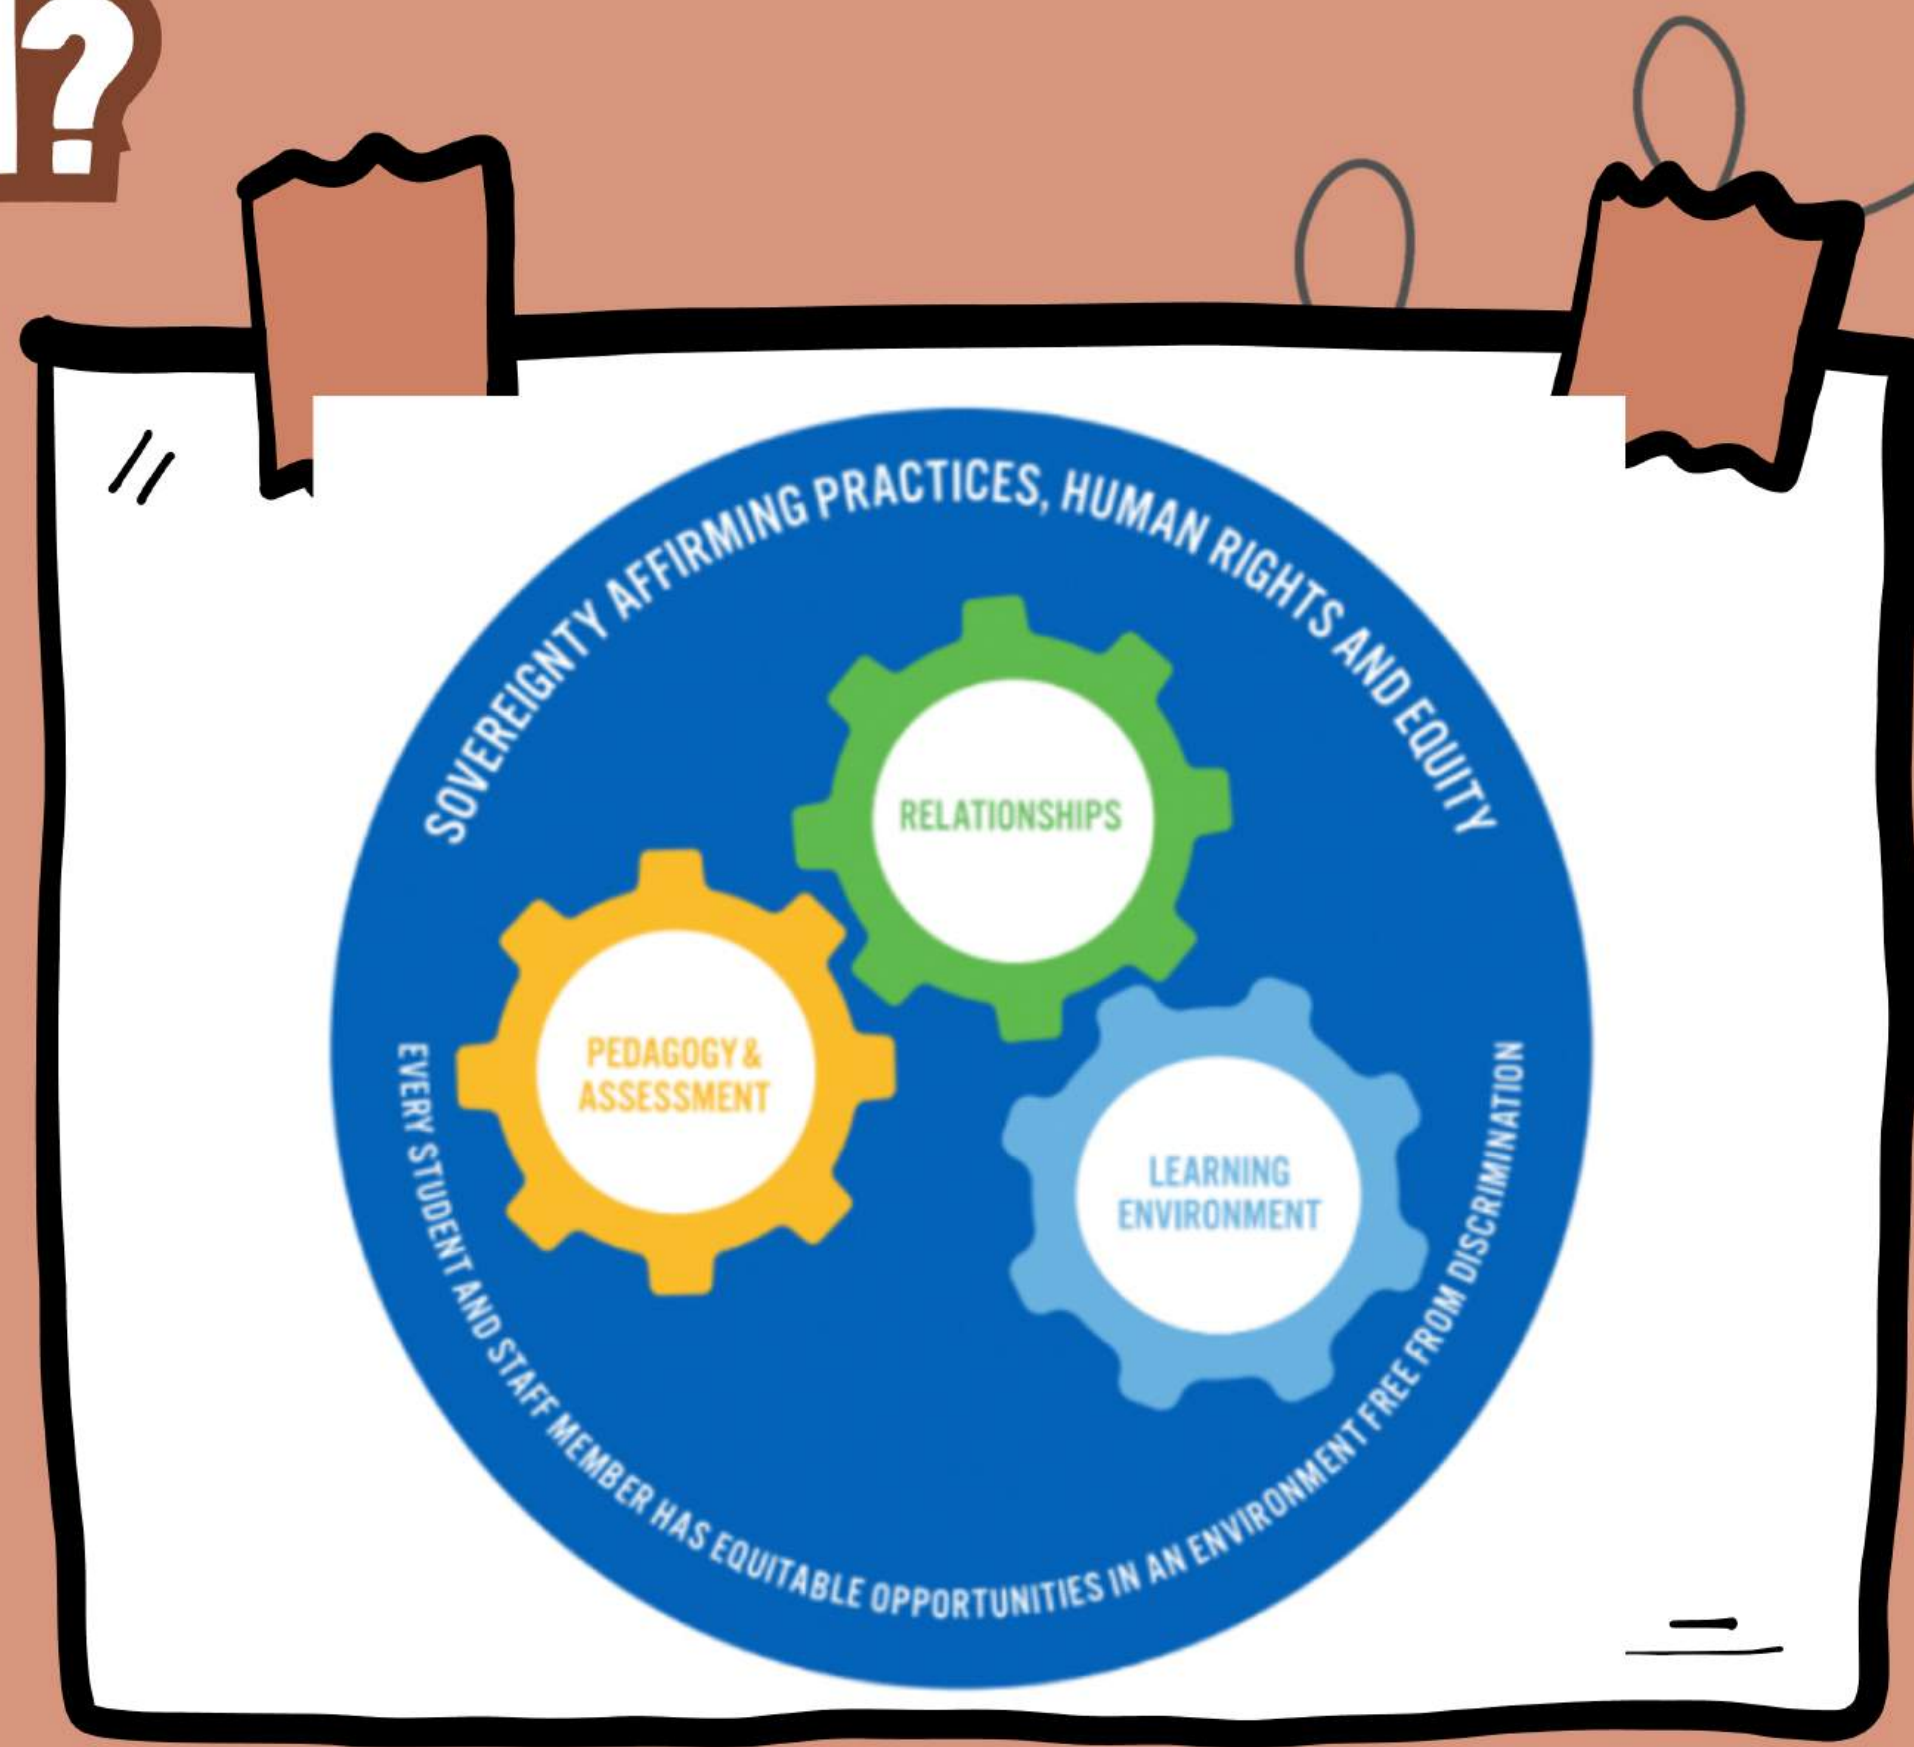 ?
SOVEREIGNTY AFFIRMING PRACTICES, HUMAN RIGHTS AND EQUITY
RELATIONSHIPS
PEDAGOGY &
ASSESSMENT
LEARNING
ENVIRONMENT
EVERY STUDENT AND STAFF MEMBER HAS EQUITABLE OPPORTUNITIES IN AN ENVIRONMENT FREE FROM DISCRIMINATION